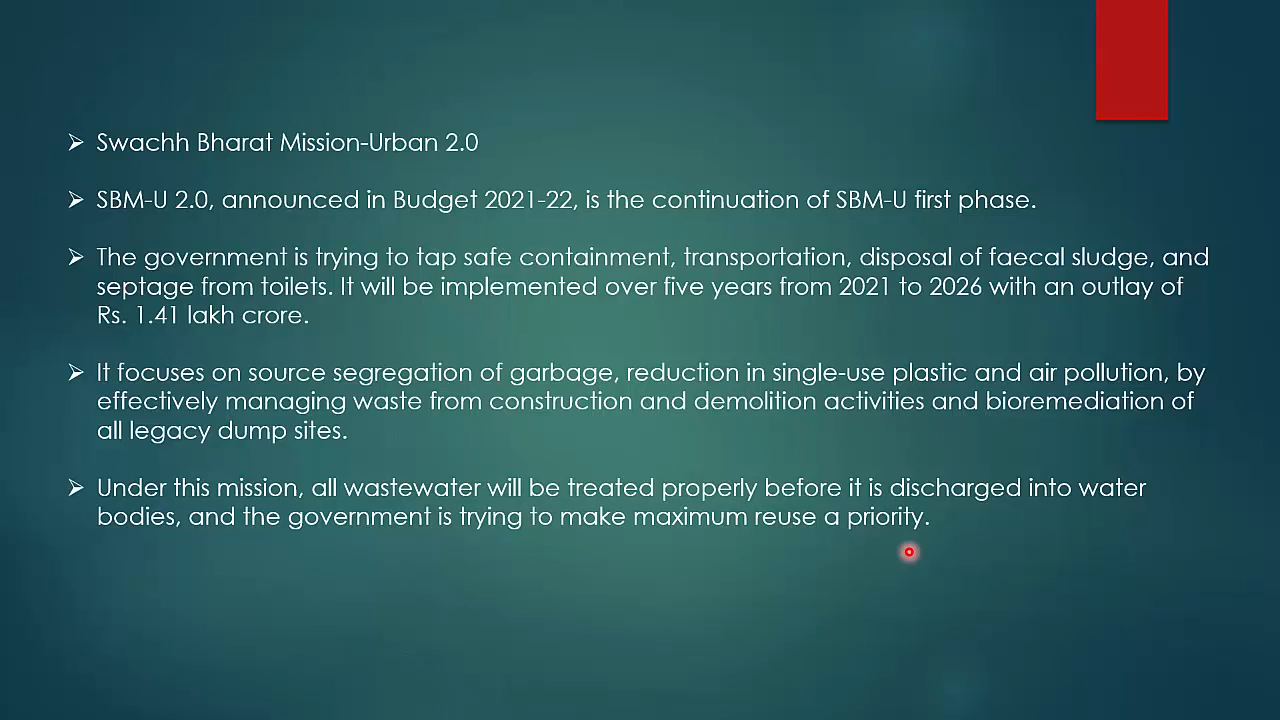 Swachh Bharat Mission-Urban 2.0
SBM-U 2.0, announced in Budget 2021-22, is the continuation of SBM-U first phase.
The government is trying to tap safe containment, transportation, disposal of faecal sludge, and
septage from toilets. It will be implemented over five years from 2021 to 2026 with an outlay of
Rs. 1.41 lakh crore.
It focuses on source segregation of garbage, reduction in single-use plastic and air pollution, by
effectively managing waste from construction and demolition activities and bioremediation of
all legacy dump sites.
Under this mission, all wastewater will be treated properly before it is discharged into water
bodies, and the government is trying to make maximum reuse a priority.